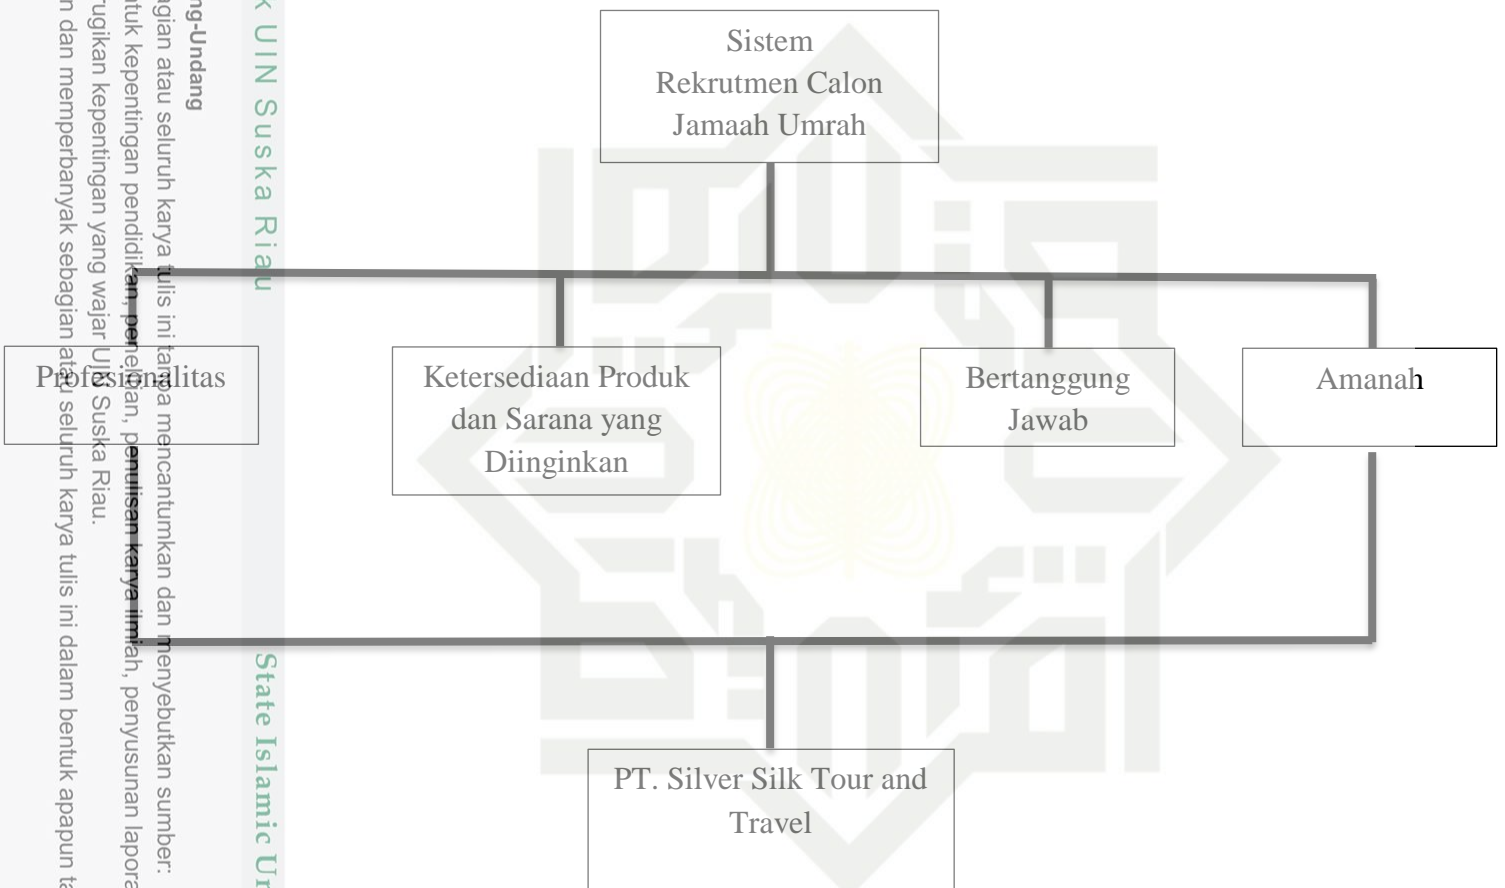 Sistem
Rekrutmen Calon
Jamaah Umrah
Profesionalitas
Ketersediaan Produk
dan Sarana yang
Diinginkan
Bertanggung
Jawab
Amanah
PT. Silver Silk Tour and
Travel
UIN Suska Riau
State Islamic
ng-Undang
agian atau seluruh karya tulis ini tanpa mencantumkan dan menyebutkan sumber:
tuk kepentingan pendidikan, penelitian, penulisan karya ilmiah, penyusunan lapora
rugikan kepentingan yang wajar UIN Suska Riau.
n dan memperbanyak sebagian atau seluruh karya tulis ini dalam bentuk apapun ta